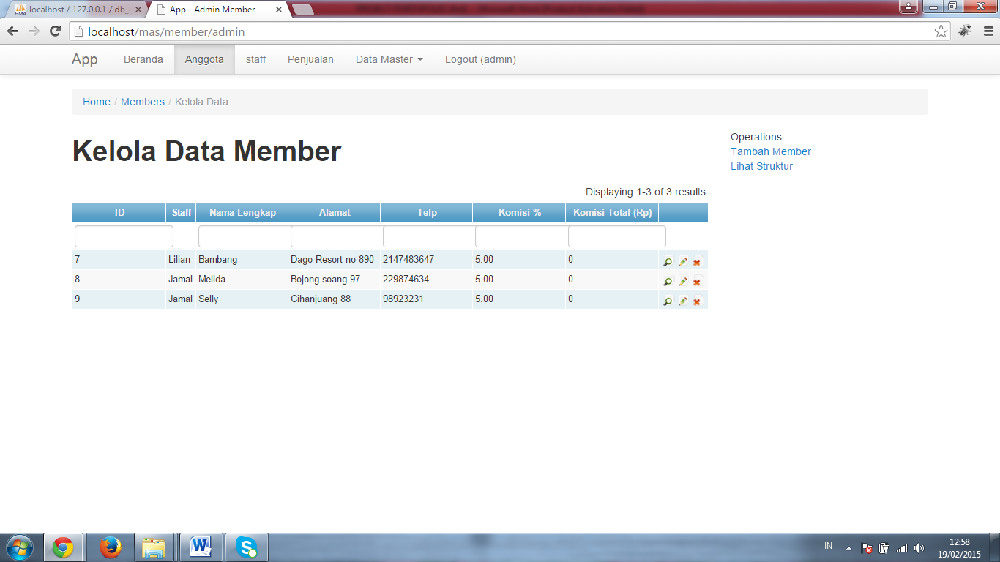 localhost / 127.0.0.1 / db_
App - Admin Member
localhost/mas/member/admin
App Beranda Anggota staff Penjualan Data Master Logout (admin)
Home / Members / Kelola Data
Kelola Data Member
Operations
Tambah Member
Lihat Struktur
Displaying 1-3 of 3 results.
ID Staff Nama Lengkap Alamat Telp Komisi % Komisi Total (Rp)
7 Lilian Bambang Dago Resort no 890 2147483647 5.00 0
8 Jamal Melida Bojong soang 97 229874634 5.00 0
9 Jamal Selly Cihanjuang 88 98923231 5.00 0
IN
12:58
19/02/2015